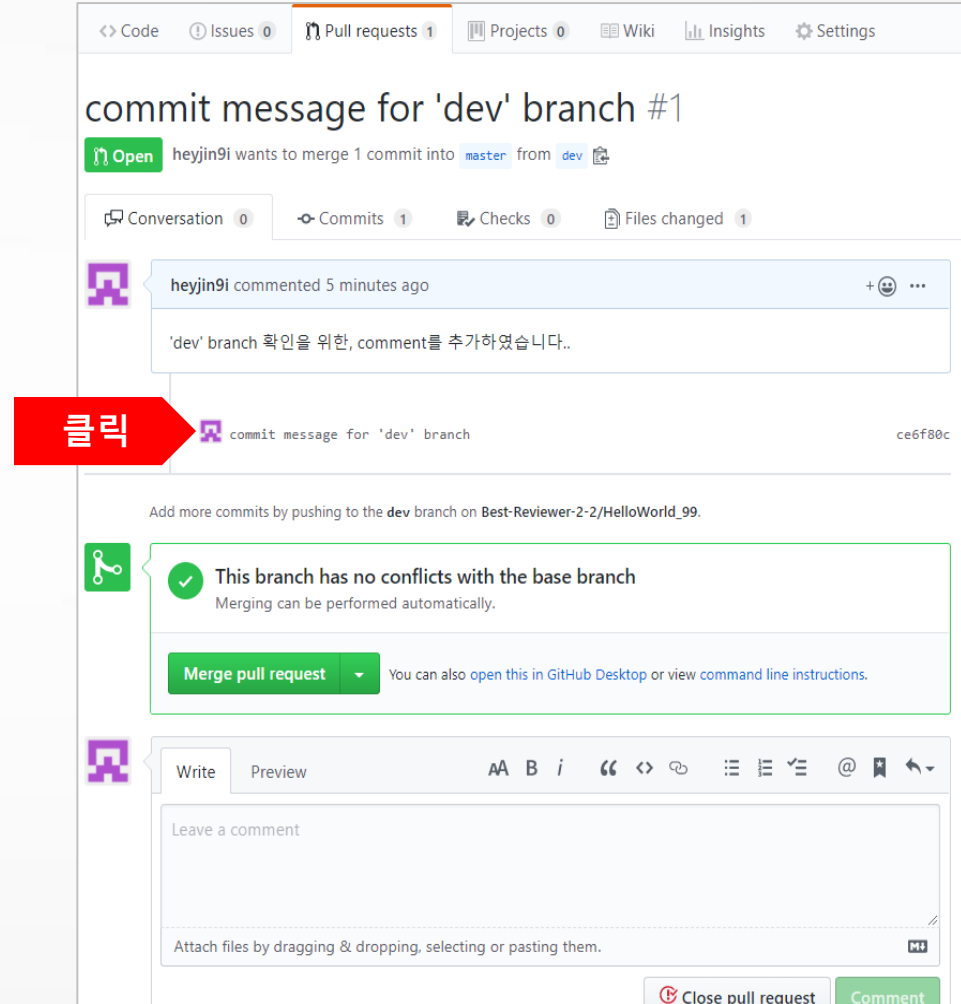 <> Code Issues 0 Pull requests 1 Projects 0 Wiki Insights Settings
commit message for 'dev' branch #1
Open heyjin9i wants to merge 1 commit into master from dev
Conversation 0 Commits 1 Checks 0 Files changed 1
heyjin9i commented 5 minutes ago
'dev' branch 확인을 위한, comment를 추가하였습니다..
클릭
commit message for 'dev' branch ce6f80c
Add more commits by pushing to the dev branch on Best-Reviewer-2-2/HelloWorld_99.
This branch has no conflicts with the base branch
Merging can be performed automatically.
Merge pull request You can also open this in GitHub Desktop or view command line instructions.
Write Preview AA B i “ <> @
Leave a comment
Attach files by dragging & dropping, selecting or pasting them. M↓
Close pull request Comment